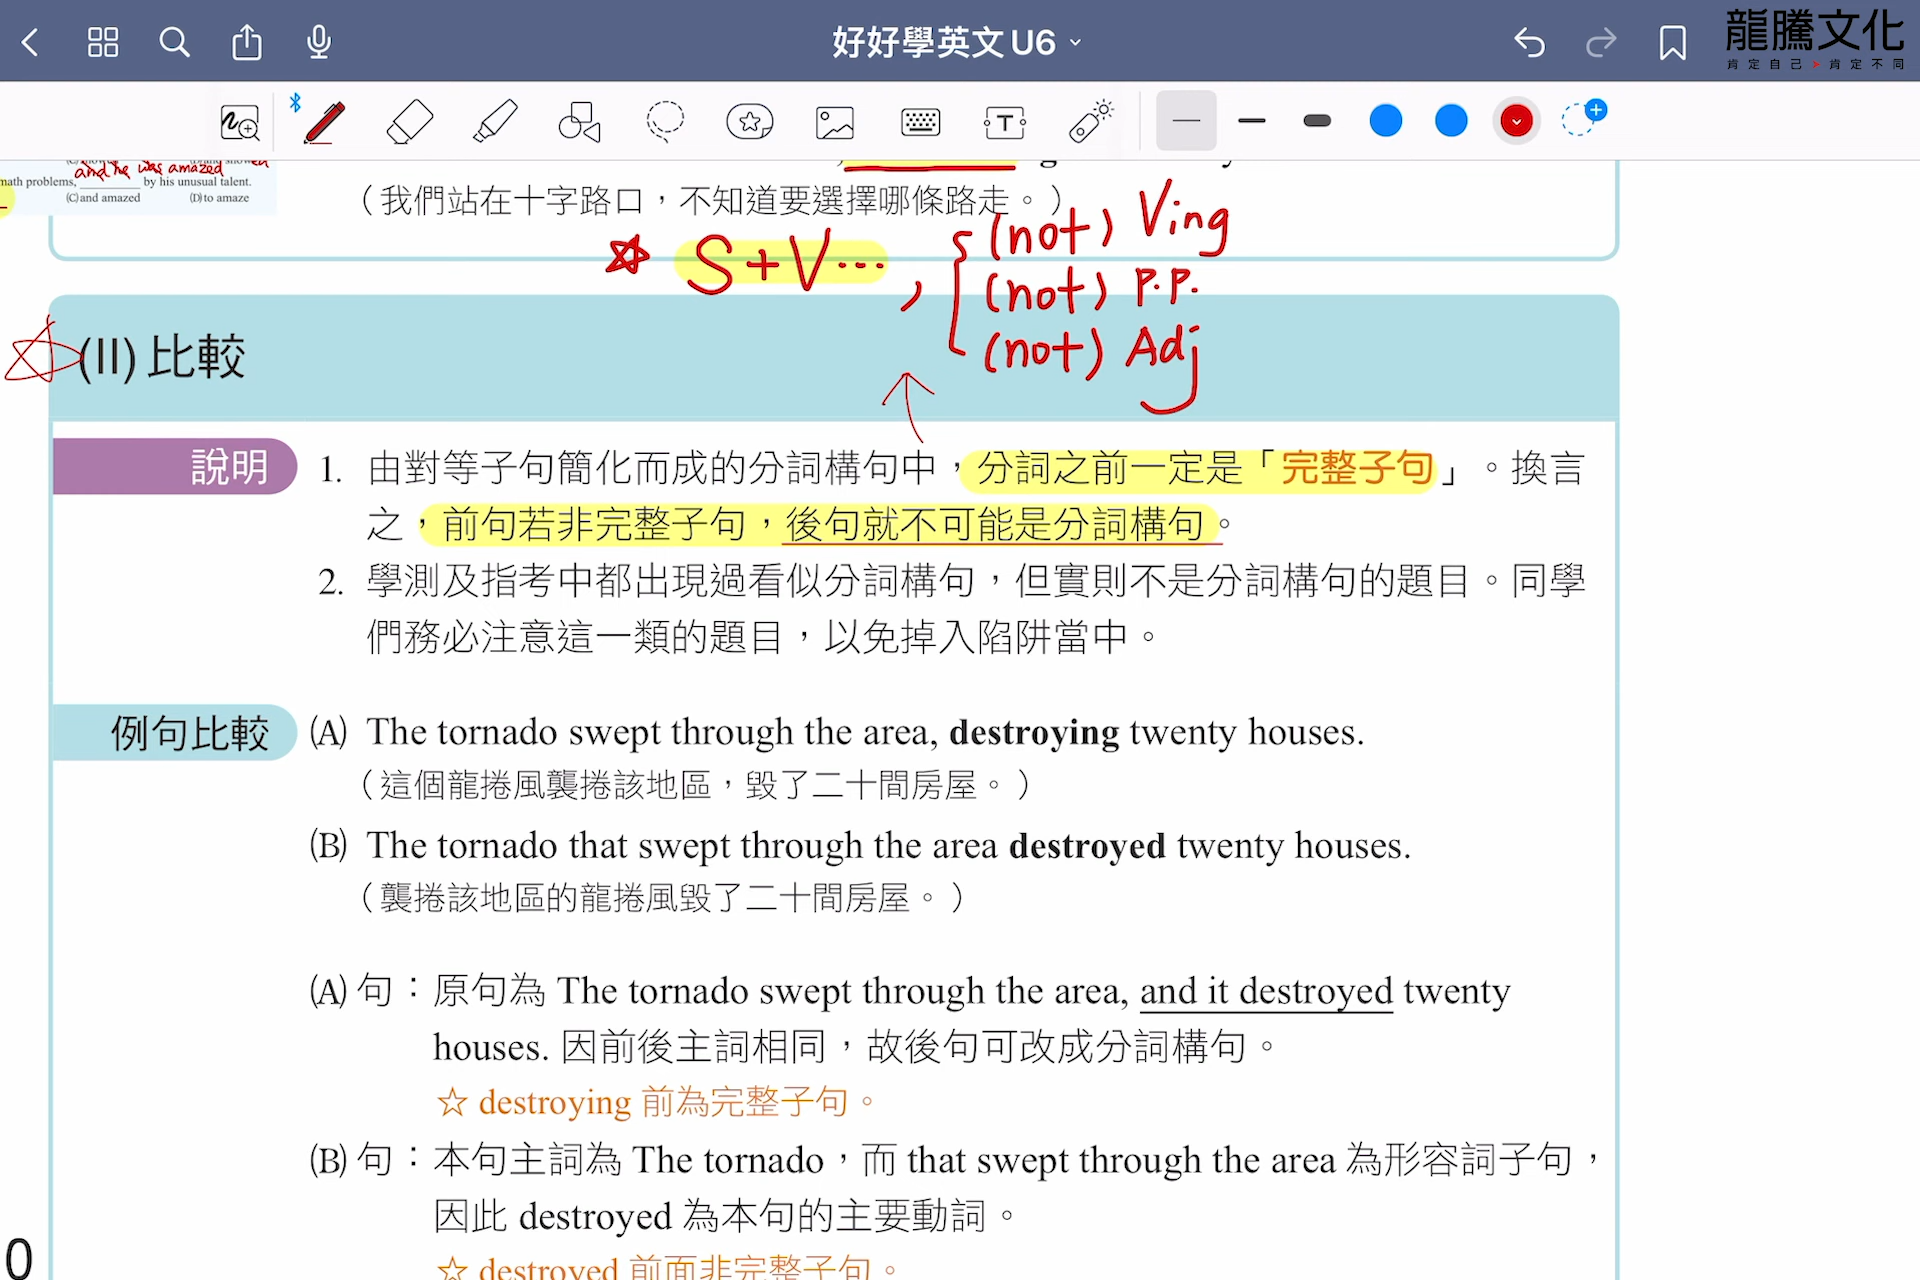 好好學英文 U6
龍騰文化
肯定自己➤肯定不同
and he was amazed
math problems, ________ by his unusual talent.
(C) and amazed (D) to amaze
（我們站在十字路口，不知道要選擇哪條路走。）
☆ S+V… , (not) Ving
(not) P.P.
(not) Adj
(II) 比較
說明
1. 由對等子句簡化而成的分詞構句中，分詞之前一定是「完整子句」。換言
之，前句若非完整子句，後句就不可能是分詞構句。
2. 學測及指考中都出現過看似分詞構句，但實則不是分詞構句的題目。同學
們務必注意這一類的題目，以免掉入陷阱當中。
例句比較
(A) The tornado swept through the area, destroying twenty houses.
（這個龍捲風襲捲該地區，毀了二十間房屋。）
(B) The tornado that swept through the area destroyed twenty houses.
（襲捲該地區的龍捲風毀了二十間房屋。）
(A) 句：原句為 The tornado swept through the area, and it destroyed twenty
houses. 因前後主詞相同，故後句可改成分詞構句。
☆ destroying 前為完整子句。
(B) 句：本句主詞為 The tornado，而 that swept through the area 為形容詞子句，
因此 destroyed 為本句的主要動詞。
☆ destroyed 前面非完整子句。
0